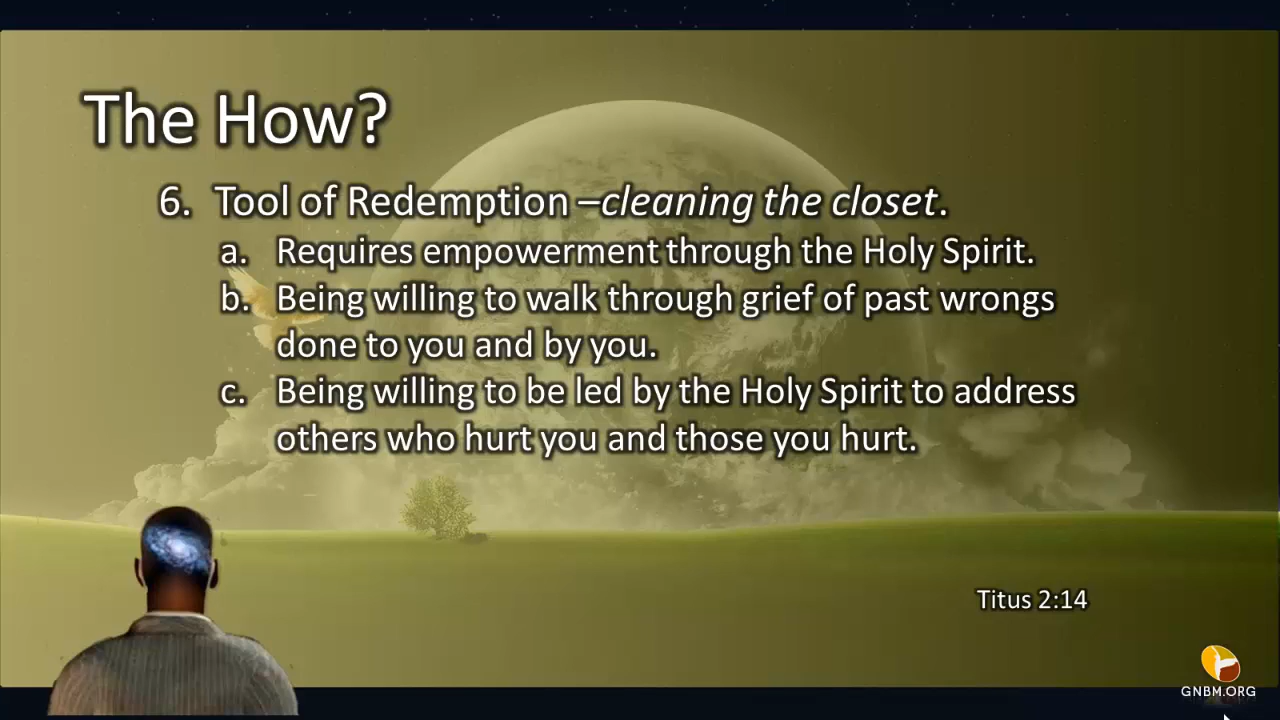 The How?
6. Tool of Redemption –cleaning the closet.
a. Requires empowerment through the Holy Spirit.
b. Being willing to walk through grief of past wrongs
done to you and by you.
c. Being willing to be led by the Holy Spirit to address
others who hurt you and those you hurt.
Titus 2:14
GNBM.ORG